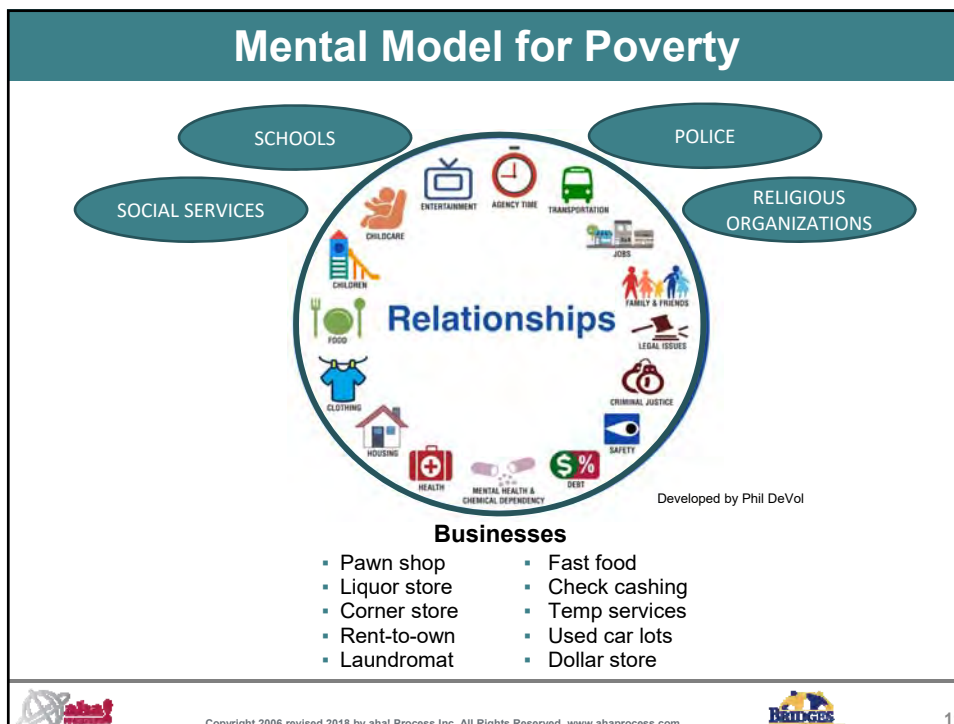 Mental Model for Poverty
SCHOOLS
POLICE
SOCIAL SERVICES
RELIGIOUS
ORGANIZATIONS
ENTERTAINMENT
AGENCY TIME
TRANSPORTATION
CHILDCARE
JOBS
CHILDREN
FAMILY & FRIENDS
Relationships
FOOD
LEGAL ISSUES
CLOTHING
CRIMINAL JUSTICE
HOUSING
SAFETY
HEALTH
MENTAL HEALTH &
CHEMICAL DEPENDENCY
$ %
DEBT
Developed by Phil DeVol
Businesses
▪ Pawn shop
▪ Liquor store
▪ Corner store
▪ Rent-to-own
▪ Laundromat
▪ Fast food
▪ Check cashing
▪ Temp services
▪ Used car lots
▪ Dollar store
aha!
Copyright 2006 revised 2018 by aha! Process Inc. All Rights Reserved. www.ahaprocess.com
BRIDGES
1